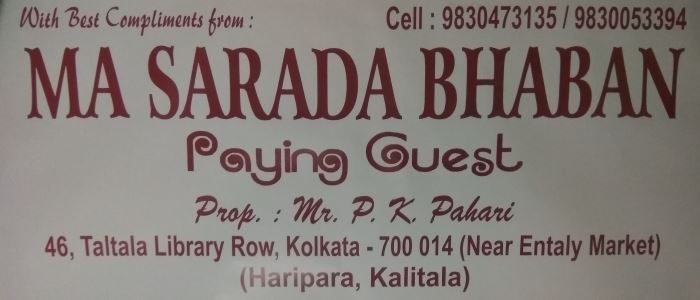 With Best Compliments from :
Cell : 9830473135 / 9830053394
MA SARADA BHABAN
Paying Guest
Prop. : Mr. P. K. Pahari
46, Taltala Library Row, Kolkata - 700 014 (Near Entaly Market)
(Haripara, Kalitala)